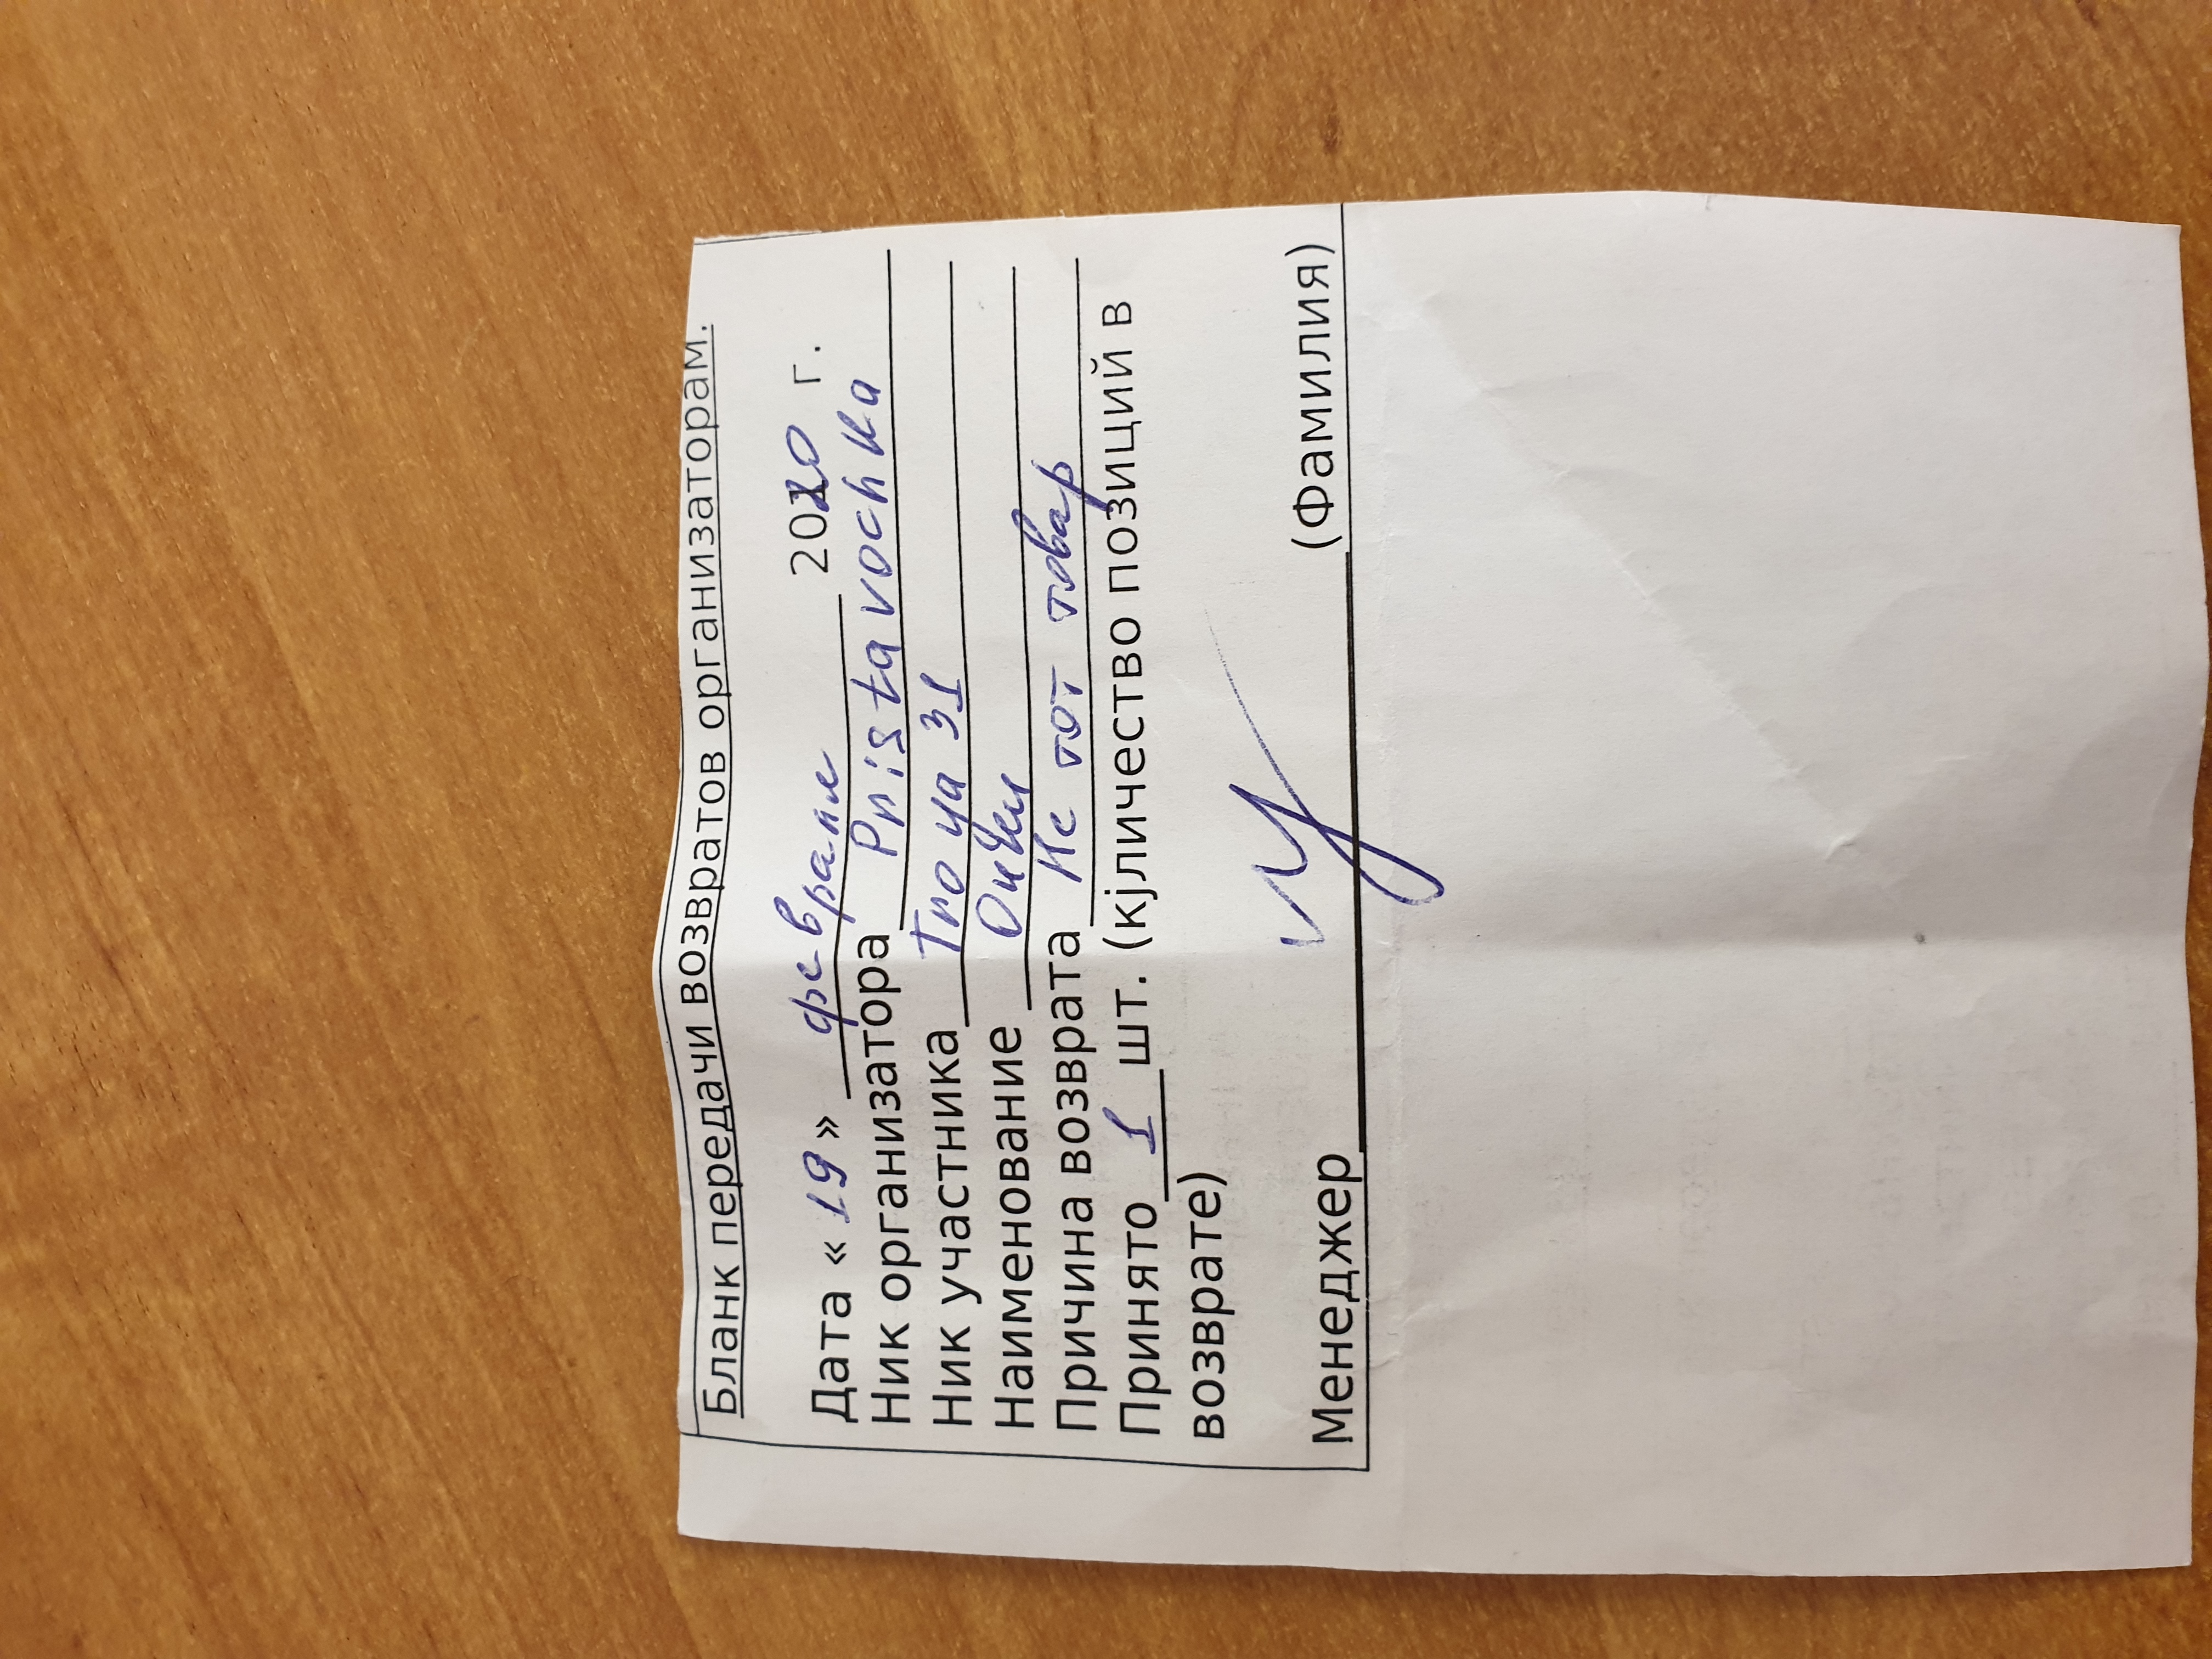 Бланк передачи возвратов организаторам.
Дата « 19 » февраля 2020 г.
Ник организатора Pristavochka
Ник участника Troya 31
Наименование
Причина возврата Не тот товар
Принято 1 шт. (кjличество позиций в
возврате)
Менеджер (Фамилия)